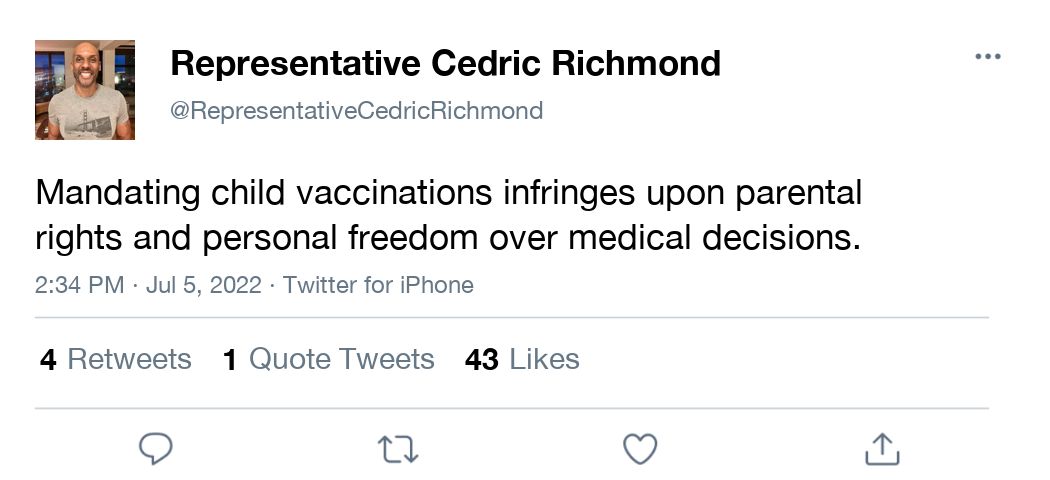 Representative Cedric Richmond
@RepresentativeCedricRichmond
Mandating child vaccinations infringes upon parental
rights and personal freedom over medical decisions.
2:34 PM · Jul 5, 2022 · Twitter for iPhone
4 Retweets 1 Quote Tweets 43 Likes